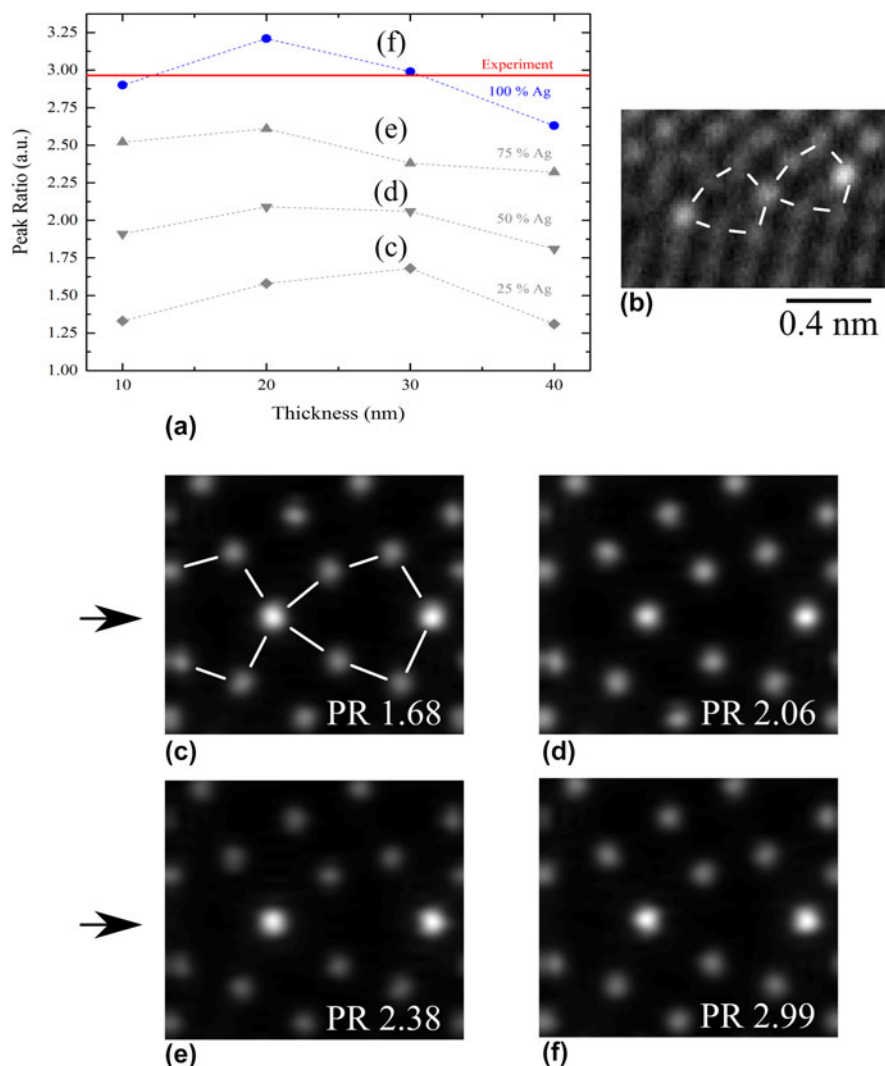 3.25
3.00
2.75
2.50
2.25
2.00
1.75
1.50
1.25
1.00
Peak Ratio (a.u.)
(f)
Experiment
100 % Ag
(e)
75 % Ag
(d)
50 % Ag
(c)
25 % Ag
10 20 30 40
Thickness (nm)
(a)
(b)
0.4 nm
PR 1.68
(c)
PR 2.06
(d)
PR 2.38
(e)
PR 2.99
(f)